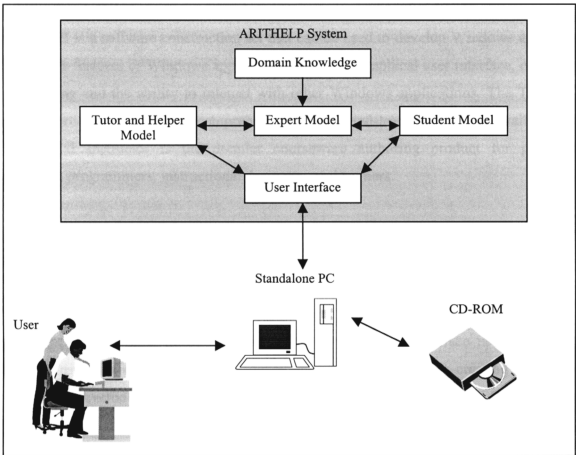 ARITHELP System
Domain Knowledge
Tutor and Helper
Model
Expert Model
Student Model
User Interface
Standalone PC
User
CD-ROM